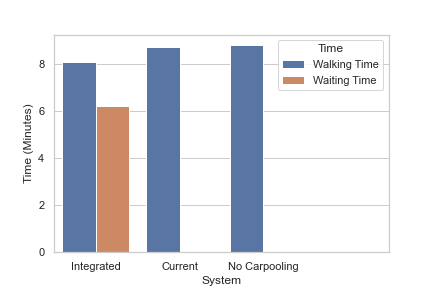 Time
Walking Time
Waiting Time
8
6
4
2
0
Time (Minutes)
Integrated Current No Carpooling
System